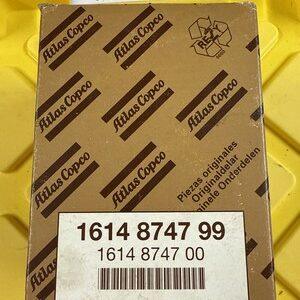 RESY
Atlas Copco
Atlas Copco
Atlas Copco
Atlas Copco
Atlas Copco
Atlas Copco
Atlas Copco
Atlas Copco
Piezas originales
Originaldelar
Onderdelen
Atlas Copco
1614 8747 99
1614 8747 00